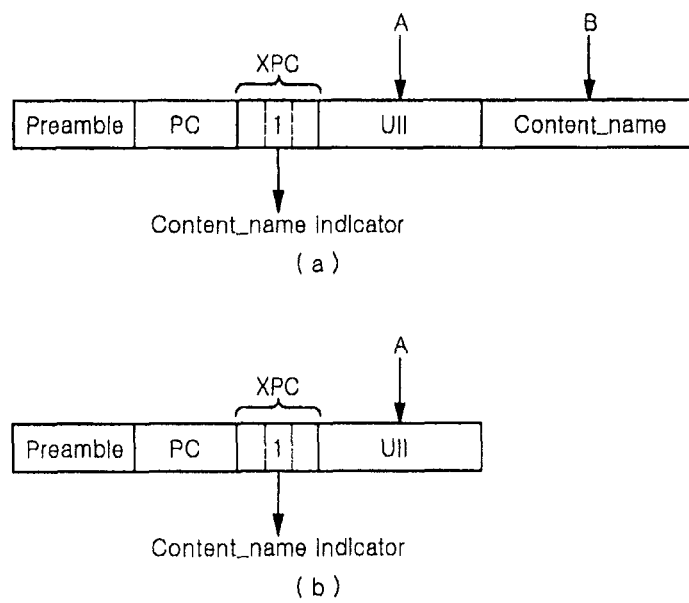 A B
XPC
Preamble PC 1 UII Content_name
Content_name indicator
(a)
A
XPC
Preamble PC 1 UII
Content_name indicator
(b)